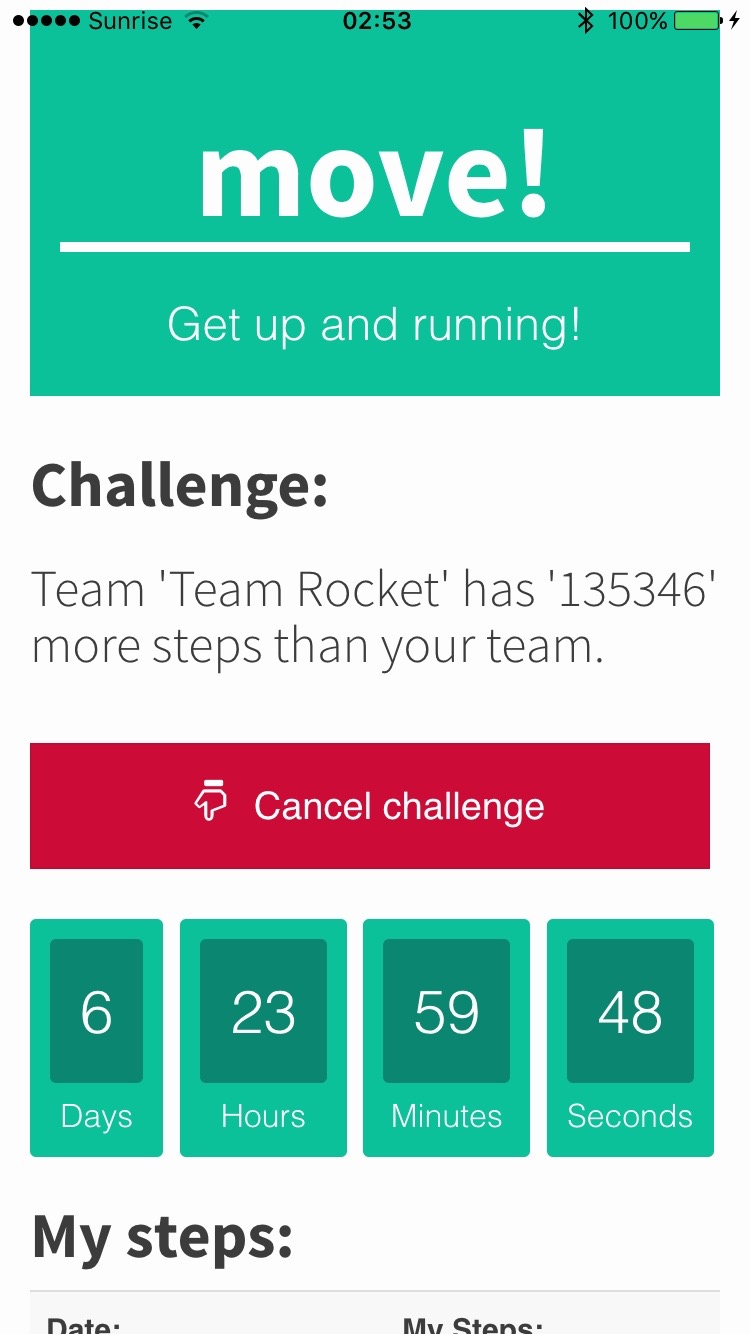 Sunrise 02:53 100%
move!
Get up and running!
Challenge:
Team 'Team Rocket' has '135346'
more steps than your team.
Cancel challenge
6 23 59 48
Days Hours Minutes Seconds
My steps:
Date: My Steps: